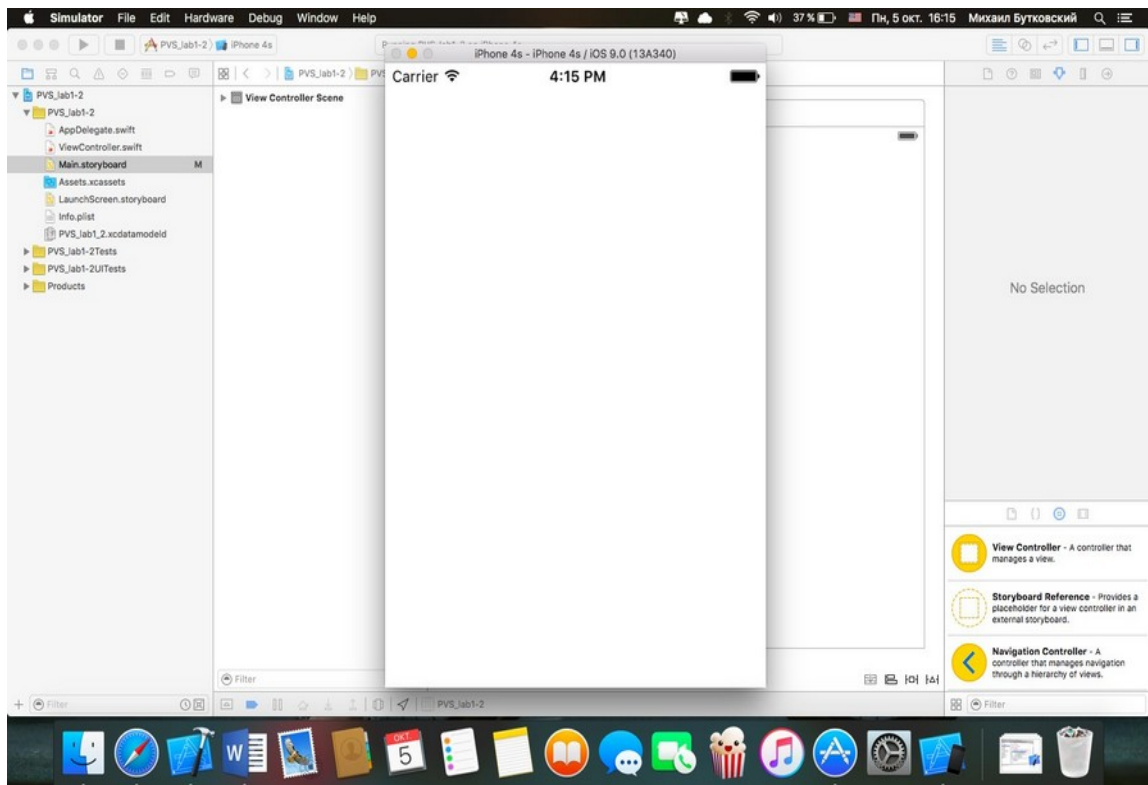 Simulator File Edit Hardware Debug Window Help 37 % Пн, 5 окт. 16:15 Михаил Бутковский
PVS_lab1-2 iPhone 4s
iPhone 4s - iPhone 4s / iOS 9.0 (13A340)
Carrier 4:15 PM
PVS_lab1-2
PVS_lab1-2
AppDelegate.swift
ViewController.swift
Main.storyboard M
Assets.xcassets
LaunchScreen.storyboard
Info.plist
PVS_lab1_2.xcdatamodeld
PVS_lab1-2Tests
PVS_lab1-2UITests
Products
Filter
PVS_lab1-2 PVS
View Controller Scene
Filter
PVS_lab1-2
No Selection
View Controller - A controller that
manages a view.
Storyboard Reference - Provides a
placeholder for a view controller in an
external storyboard.
Navigation Controller - A
controller that manages navigation
through a hierarchy of views.
Filter
W
ОКТ.
5